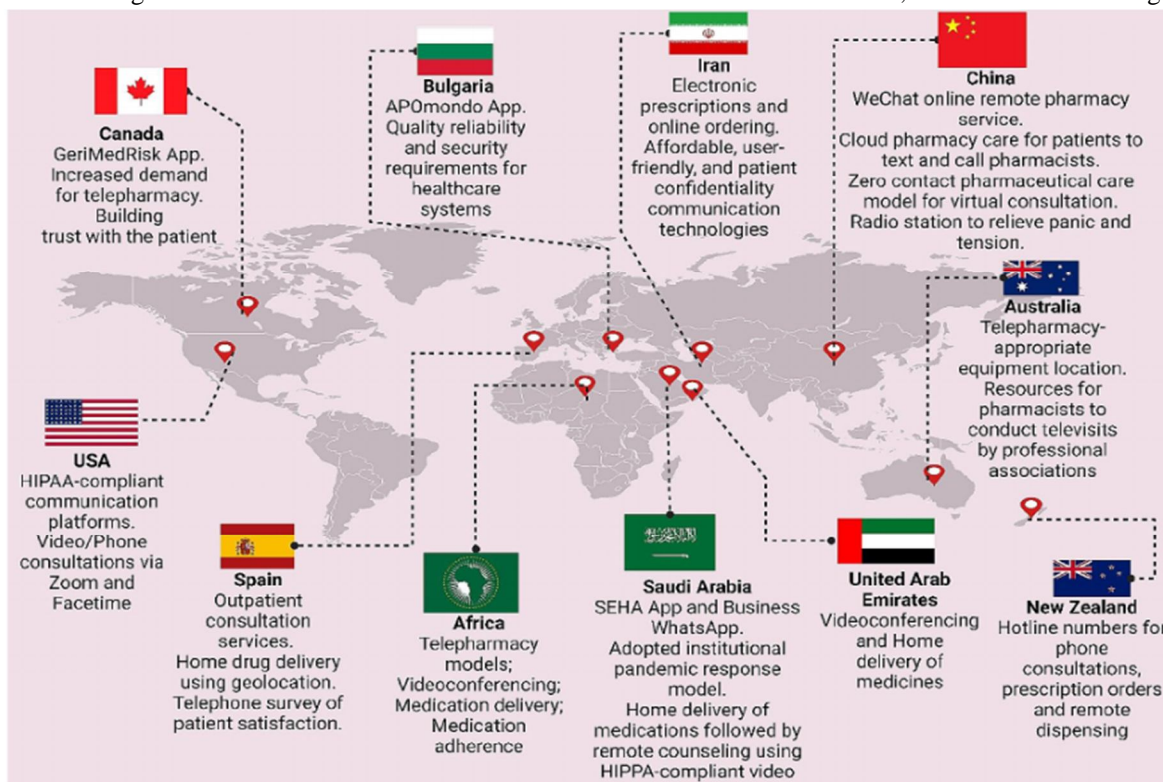 Canada
GeriMedRisk App.
Increased demand
for telepharmacy.
Building
trust with the patient
Bulgaria
APOmondo App.
Quality reliability
and security
requirements for
healthcare
systems
Iran
Electronic
prescriptions and
online ordering.
Affordable, user-
friendly, and patient
confidentiality
communication
technologies
China
WeChat online remote pharmacy
service.
Cloud pharmacy care for patients to
text and call pharmacists.
Zero contact pharmaceutical care
model for virtual consultation.
Radio station to relieve panic and
tension.
Australia
Telepharmacy-
appropriate
equipment location.
Resources for
pharmacists to
conduct televisits
by professional
associations
USA
HIPAA-compliant
communication
platforms.
Video/Phone
consultations via
Zoom and
Facetime
Spain
Outpatient
consultation
services.
Home drug delivery
using geolocation.
Telephone survey of
patient satisfaction.
Africa
Telepharmacy
models;
Videoconferencing;
Medication delivery;
Medication
adherence
Saudi Arabia
SEHA App and Business
WhatsApp.
Adopted institutional
pandemic response
model.
Home delivery of
medications followed by
remote counseling using
HIPPA-compliant video
United Arab
Emirates
Videoconferencing
and Home
delivery of
medicines
New Zealand
Hotline numbers for
phone
consultations,
prescription orders
and remote
dispensing